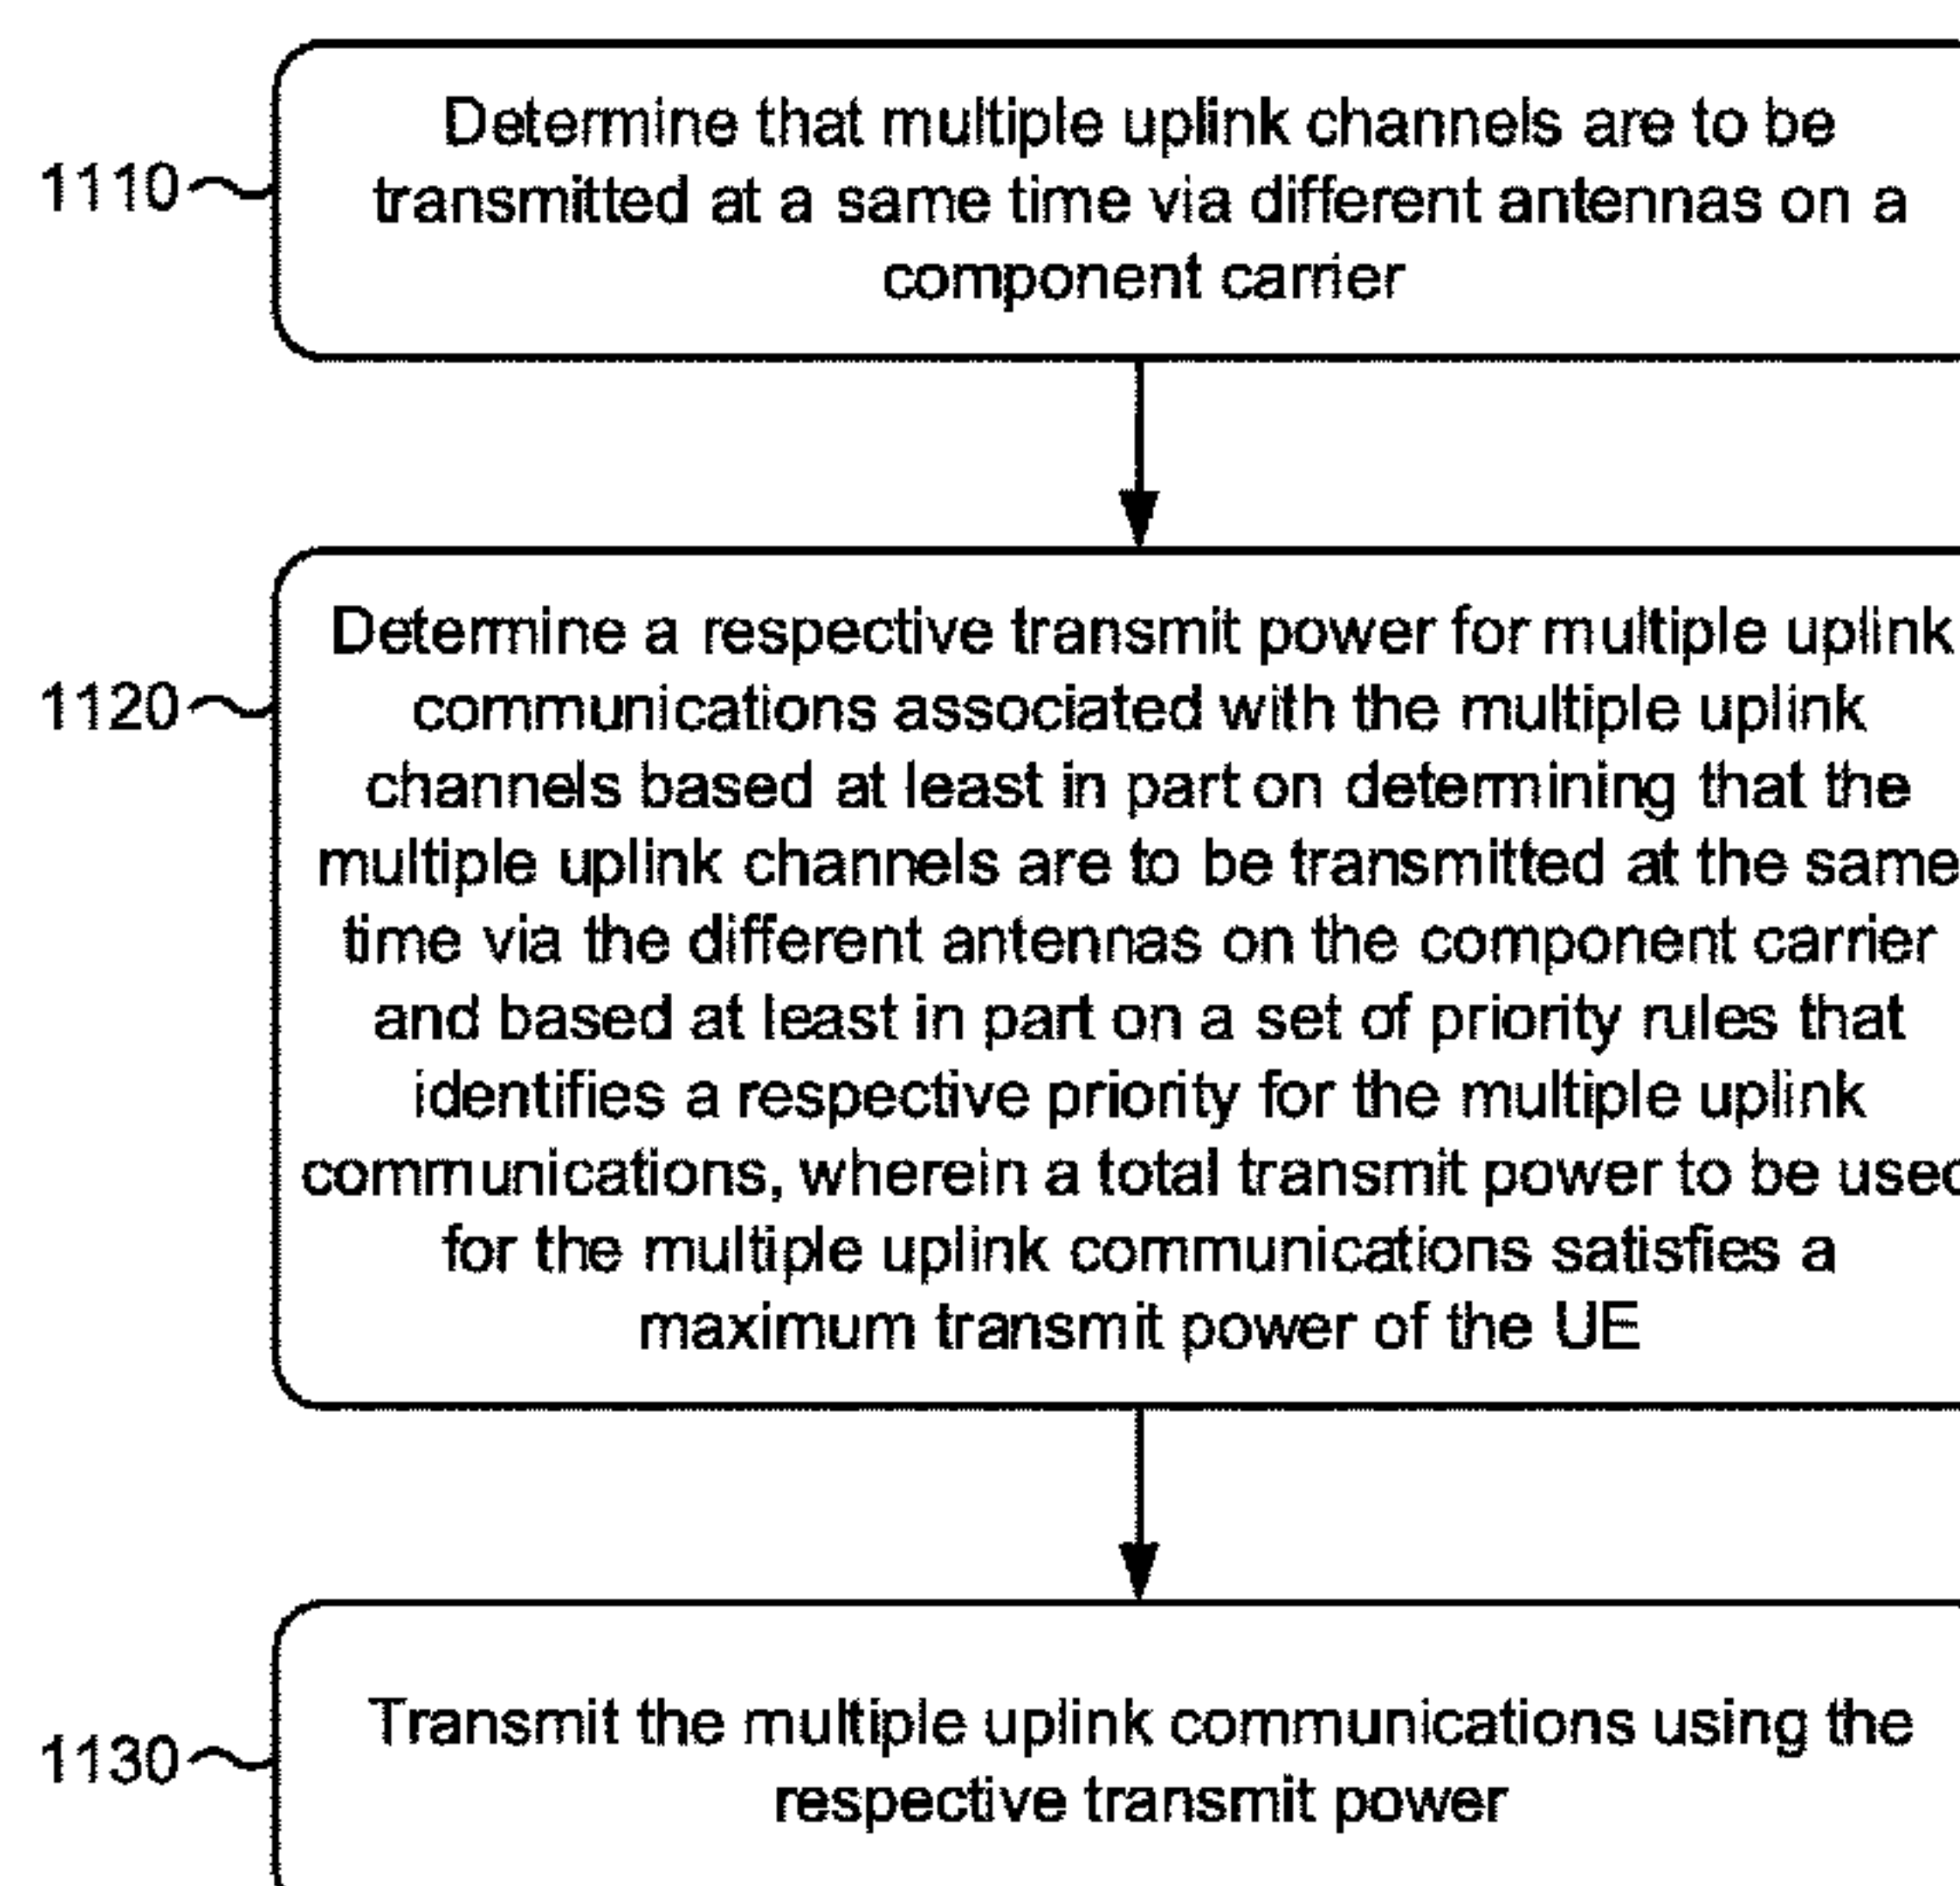 Determine that multiple uplink channels are to be
1110
transmitted at a same time via different antennas on a
component carrier
Determine a respective transmit power for multiple uplink
1120
communications associated with the multiple uplink
channels based at least in part on determining that the
multiple uplink channels are to be transmitted at the same
time via the different antennas on the component carrier
and based at least in part on a set of priority rules that
identifies a respective priority for the multiple uplink
communications, wherein a total transmit power to be used
for the multiple uplink communications satisfies a
maximum transmit power of the UE
1130
Transmit the multiple uplink communications using the
respective transmit power